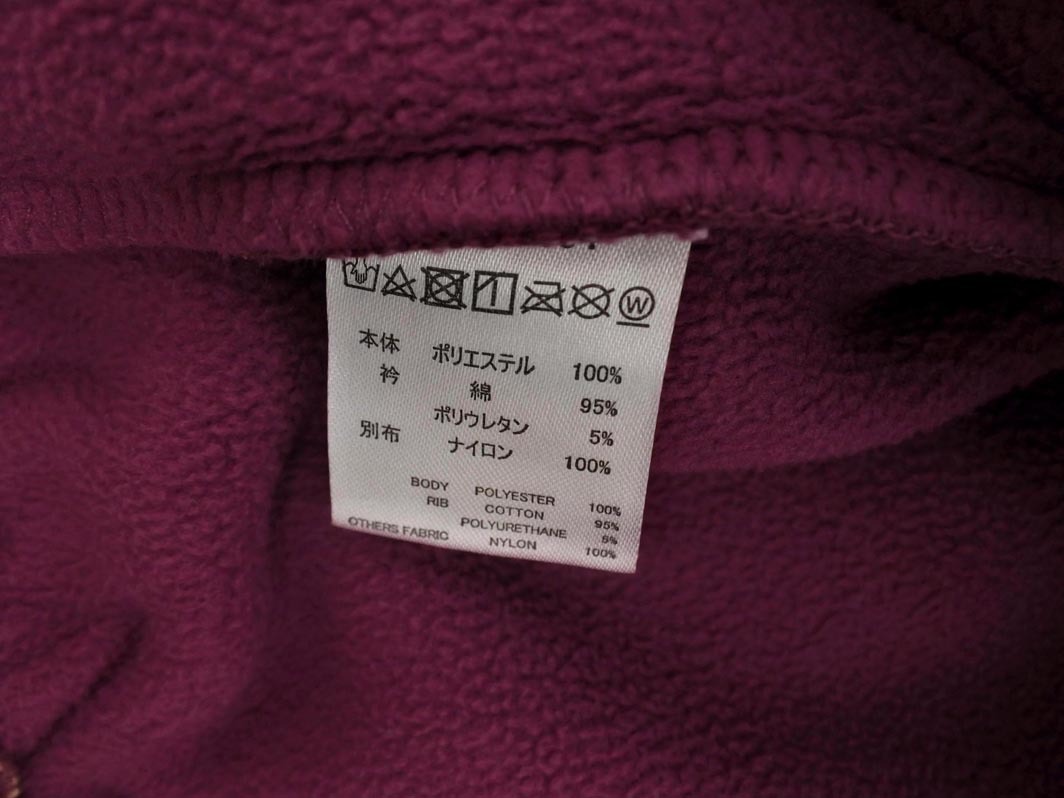 本体 ポリエステル 100%
衿 綿 95%
ポリウレタン 5%
別布 ナイロン 100%
BODY POLYESTER 100%
RIB COTTON 95%
POLYURETHANE 5%
OTHERS FABRIC NYLON 100%